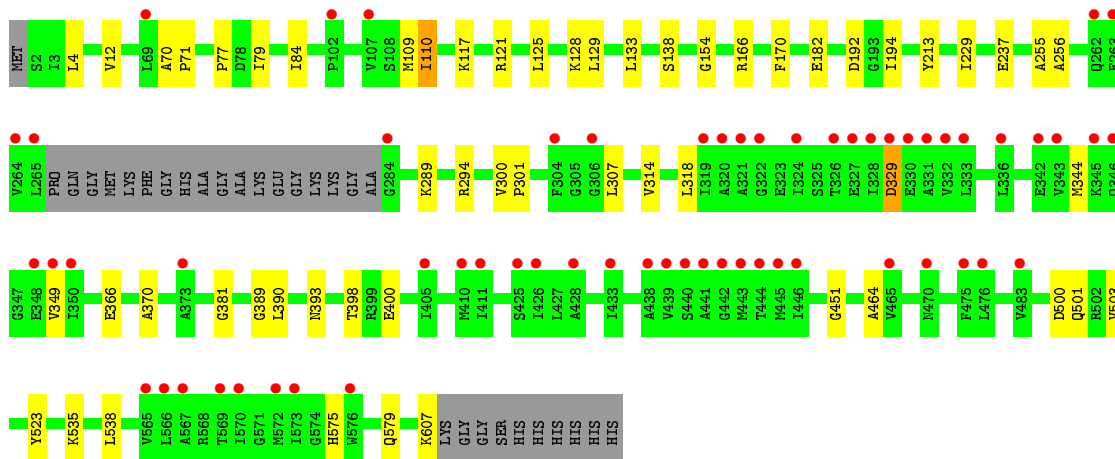 MET S2 I3 L4 V12 L69 A70 P71 P77 D78 I79 I84 P102 V107 S108 M109 I110 K117 R121 L125 K128 L129 L133 S138 G154 R166 F170 E182 D192 G193 I194 Y213 I229 E237 A255 A256 Q262
V264 L265 PRO GLN GLY MET LYS PHE GLY HIS ALA GLY ALA LYS GLU GLY LYS LYS GLY ALA G284 K289 R294 V300 P301 F304 G305 G306 L307 V314 L318 I319 A320 A321 G322 E323 I324 S325 T326 E327 I328 D329 E330 A331 V332 L333 L336 E342 V343 M344 K345
G347 E348 V349 I350 E366 A370 A373 G381 G389 L390 N393 T398 R399 E400 I405 M410 I411 S425 I426 L427 A428 I433 A438 V439 S440 A441 G442 M443 T444 M445 I446 G451 A464 V465 N470 F475 L476 V483 D500 Q501 R502
Y523 K535 L538 V565 L566 A567 R568 T569 I570 G571 M572 I573 G574 H575 W576 Q579 K607 LYS GLY GLY SER HIS HIS HIS HIS HIS HIS